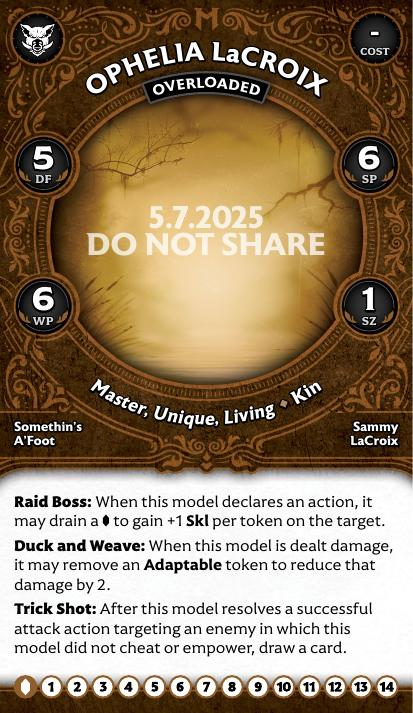 -
COST
OPHELIA LaCROIX
OVERLOADED
5
DF
6
SP
5.7.2025
DO NOT SHARE
6
WP
1
SZ
Master, Unique, Living ◆ Kin
Somethin's
A'Foot
Sammy
LaCroix
Raid Boss: When this model declares an action, it
may drain a ⬮ to gain +1 Skl per token on the target.
Duck and Weave: When this model is dealt damage,
it may remove an Adaptable token to reduce that
damage by 2.
Trick Shot: After this model resolves a successful
attack action targeting an enemy in which this
model did not cheat or empower, draw a card.
1 2 3 4 5 6 7 8 9 10 11 12 13 14